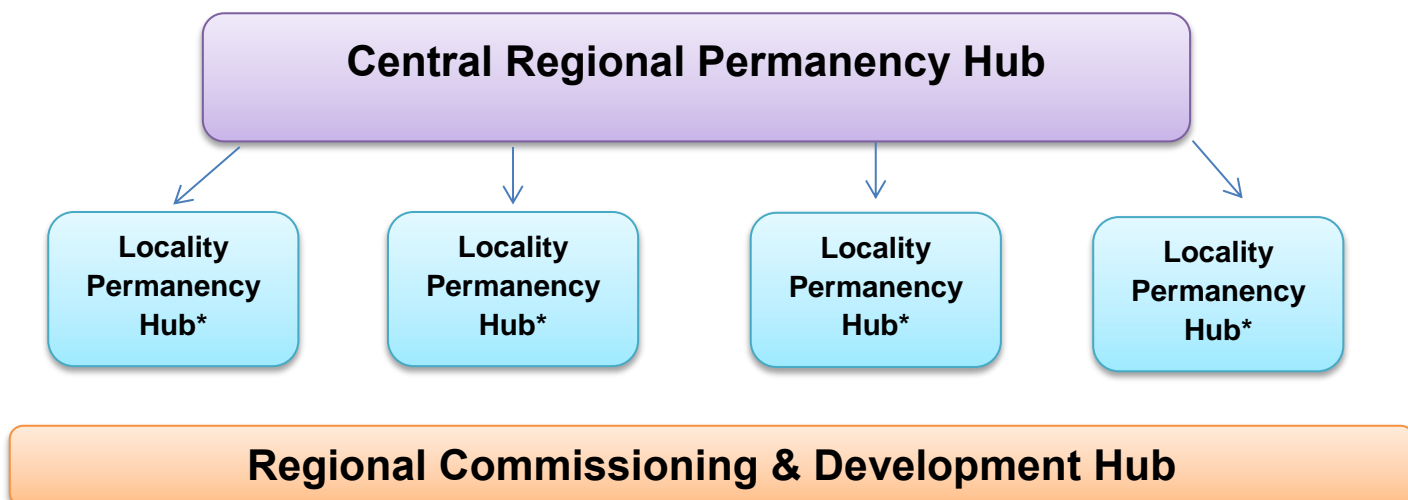 Central Regional Permanency Hub
Locality
Permanency
Hub*
Locality
Permanency
Hub*
Locality
Permanency
Hub*
Locality
Permanency
Hub*
Regional Commissioning & Development Hub